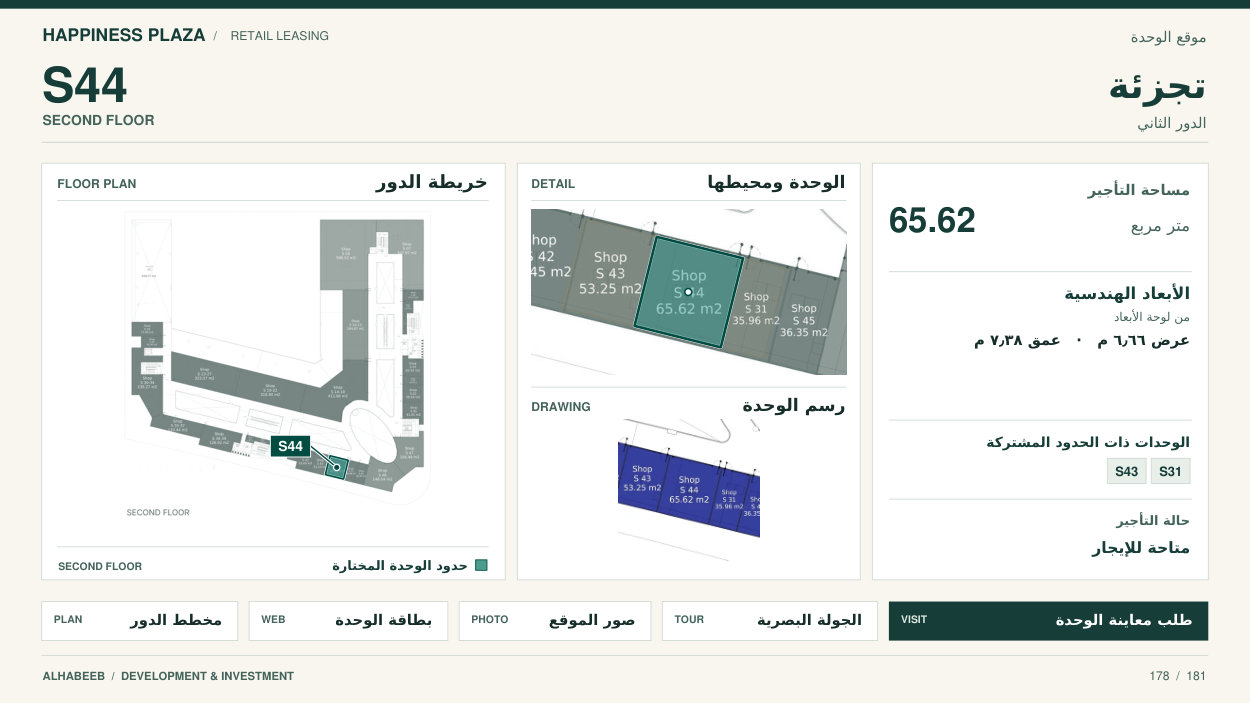 HAPPINESS PLAZA / RETAIL LEASING
موقع الوحدة
S44
تجزئة
SECOND FLOOR
الدور الثاني
FLOOR PLAN
خريطة الدور
S44
SECOND FLOOR
SECOND FLOOR
حدود الوحدة المختارة
DETAIL
الوحدة ومحيطها
Shop
S 43
53.25 m2
Shop
65.62 m2
Shop
S 31
35.96 m2
Shop
S 45
36.35 m2
DRAWING
رسم الوحدة
Shop
S 43
53.25 m2
Shop
S 44
65.62 m2
Shop
S 31
35.96 m2
مساحة التأجير
65.62
متر مربع
الأبعاد الهندسية
من لوحة الأبعاد
عرض ٦٫٦٦ م · عمق ٧٫٣٨ م
الوحدات ذات الحدود المشتركة
S43 S31
حالة التأجير
متاحة للإيجار
PLAN مخطط الدور
WEB بطاقة الوحدة
PHOTO صور الموقع
TOUR الجولة البصرية
VISIT طلب معاينة الوحدة
ALHABEEB / DEVELOPMENT & INVESTMENT
178 / 181